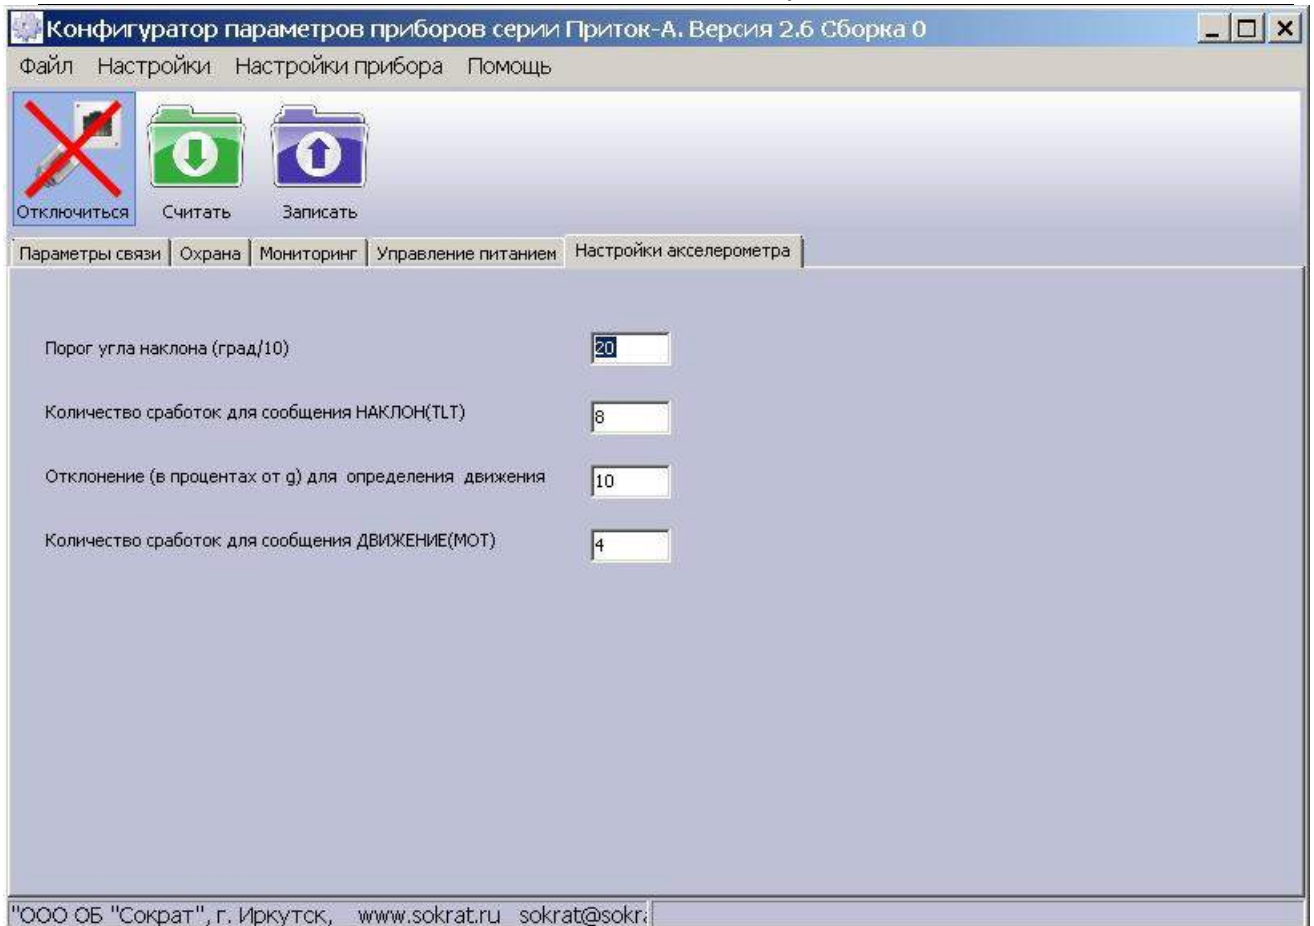 Конфигуратор параметров приборов серии Приток-А. Версия 2.6 Сборка 0
Файл Настройки Настройки прибора Помощь
Отключиться Считать Записать
Параметры связи Охрана Мониторинг Управление питанием Настройки акселерометра
Порог угла наклона (град/10) 20
Количество сработок для сообщения НАКЛОН(TLT) 8
Отклонение (в процентах от g) для определения движения 10
Количество сработок для сообщения ДВИЖЕНИЕ(MOT) 4
"ООО ОБ "Сократ", г. Иркутск, www.sokrat.ru sokrat@sokr